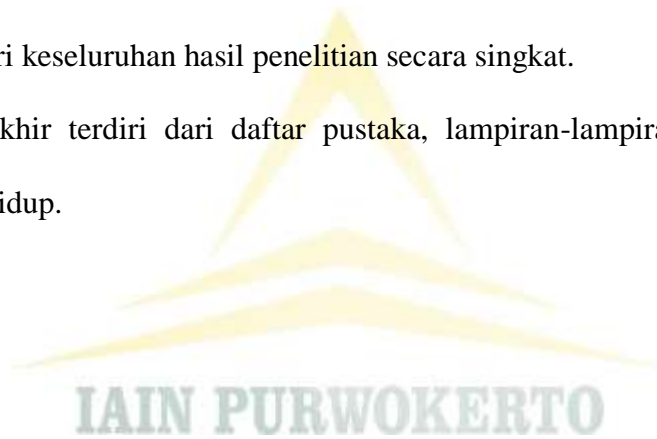 ri keseluruhan hasil penelitian secara singkat.
khir terdiri dari daftar pustaka, lampiran-lampira
idup.
IAIN PURWOKERTO